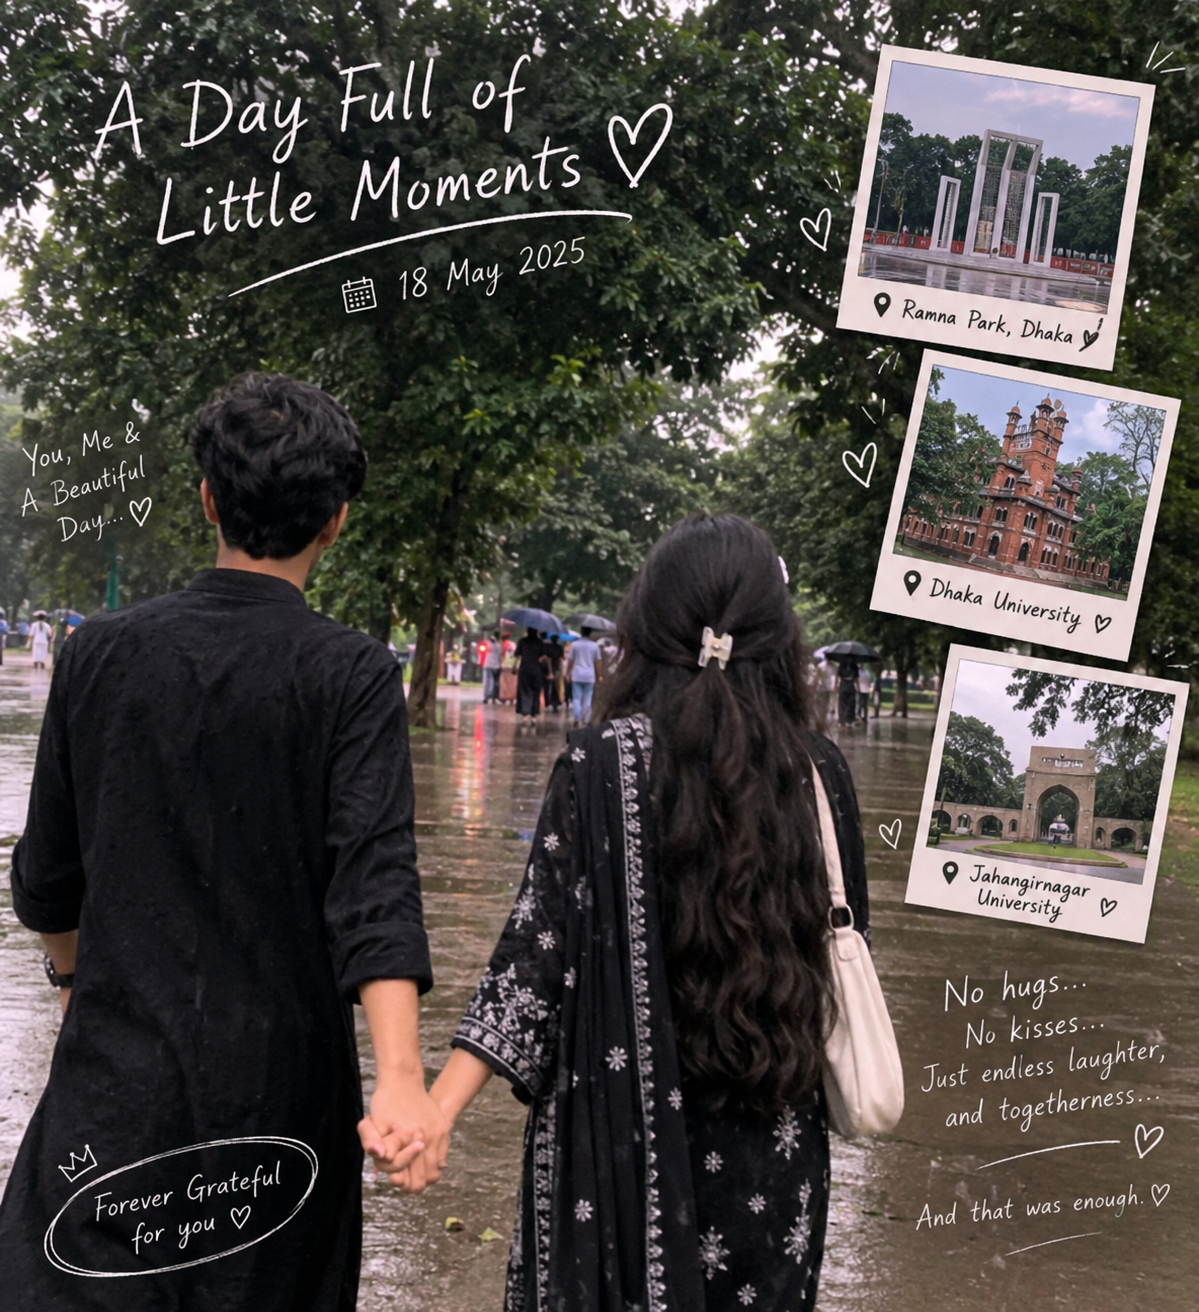 A Day Full of
Little Moments
18 May 2025
You, Me &
A Beautiful
Day...
Ramna Park, Dhaka
Dhaka University
Jahangirnagar
University
No hugs...
No kisses...
Just endless laughter,
and togetherness...
And that was enough.
Forever Grateful
for you